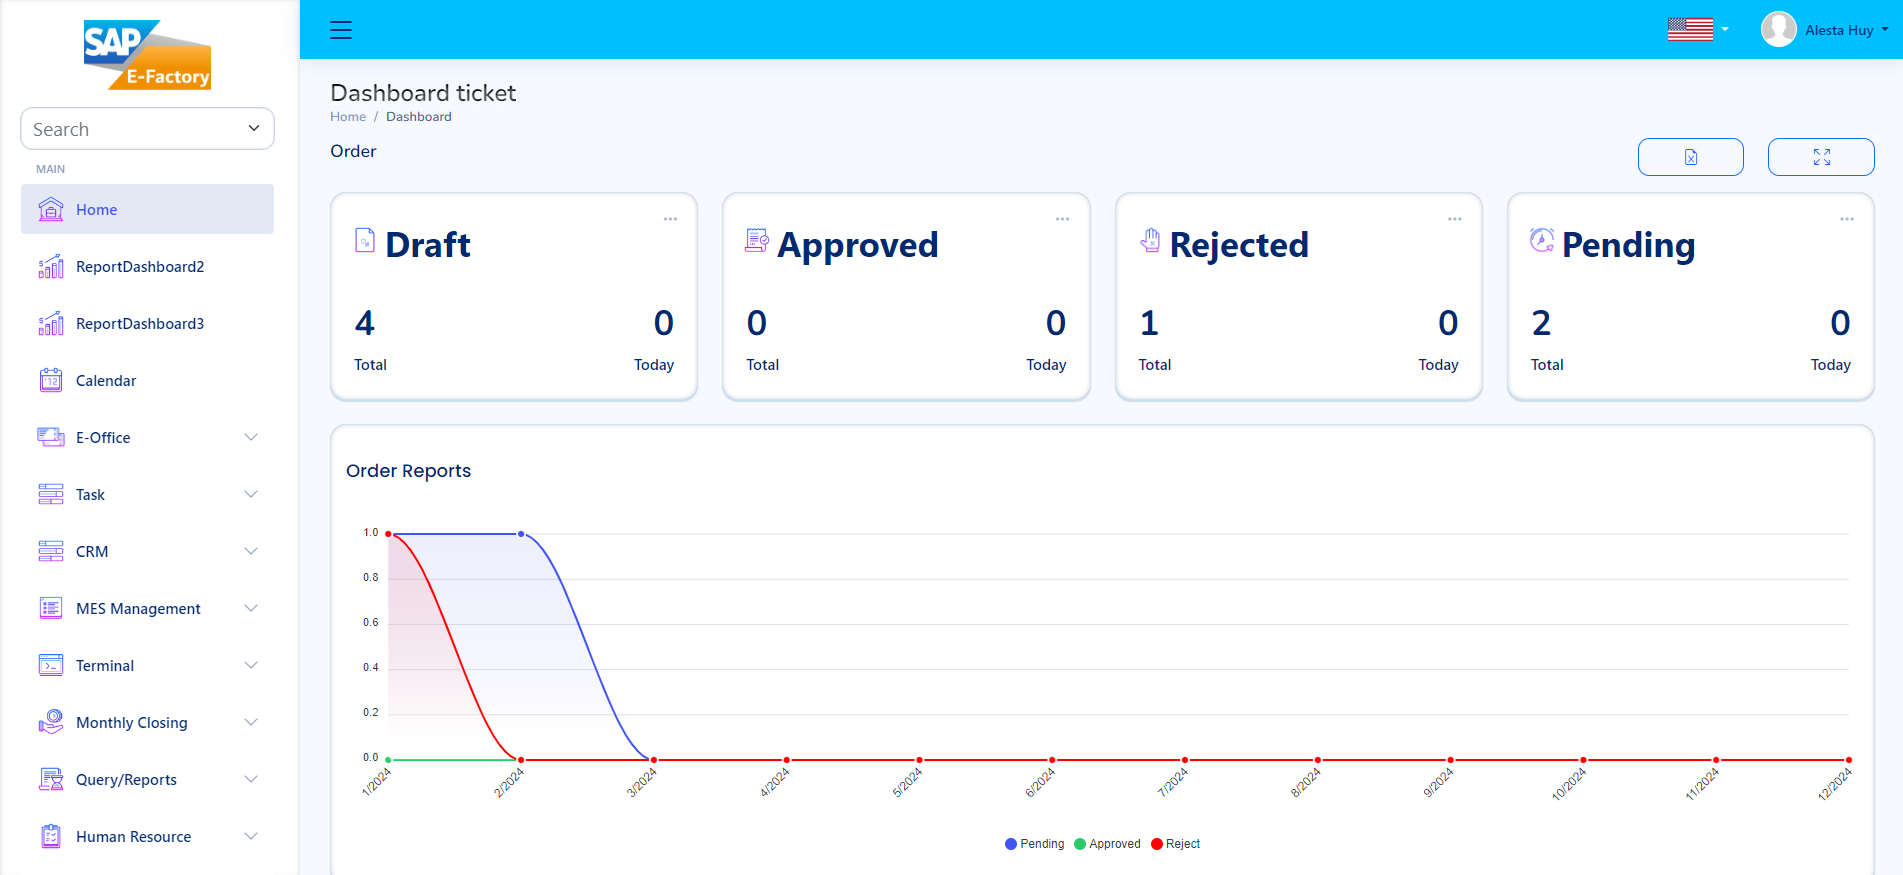 SAP
E-Factory
Search
MAIN
Home
ReportDashboard2
ReportDashboard3
Calendar
E-Office
Task
CRM
MES Management
Terminal
Monthly Closing
Query/Reports
Human Resource
Alesta Huy
Dashboard ticket
Home / Dashboard
Order
Draft
4 0
Total Today
Approved
0 0
Total Today
Rejected
1 0
Total Today
Pending
2 0
Total Today
Order Reports
1.0
0.8
0.6
0.4
0.2
0.0
1/2024 2/2024 3/2024 4/2024 5/2024 6/2024 7/2024 8/2024 9/2024 10/2024 11/2024 12/2024
Pending Approved Reject